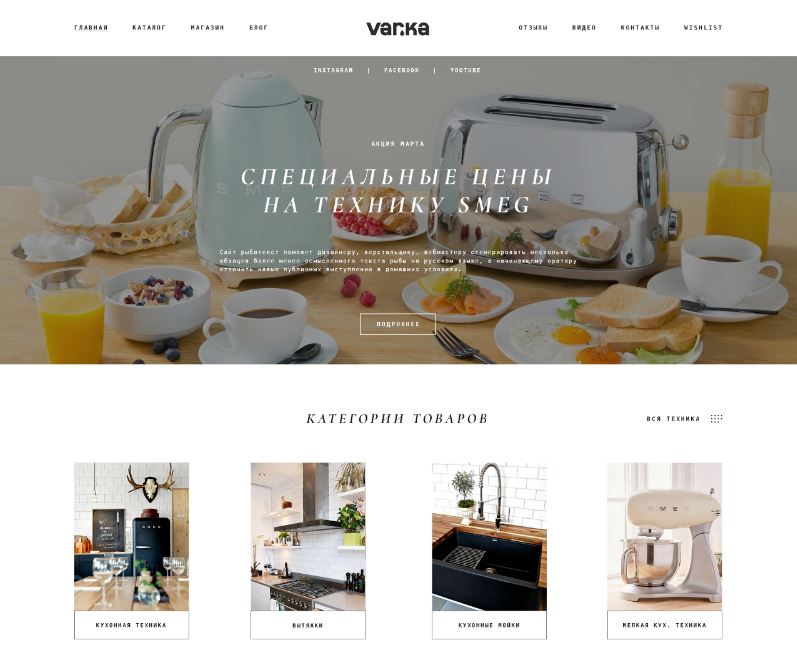 ГЛАВНАЯ КАТАЛОГ МАГАЗИН БЛОГ varka ОТЗЫВЫ ВИДЕО КОНТАКТЫ WISHLIST
INSTAGRAM | FACEBOOK | YOUTUBE
АКЦИЯ МАРТА
СПЕЦИАЛЬНЫЕ ЦЕНЫ
НА ТЕХНИКУ SMEG
Сайт рыбатекст поможет дизайнеру, верстальщику, вебмастеру сгенерировать несколько
абзацев более менее осмысленного текста рыбы на русском языке, а начинающему оратору
отточить навык публичных выступлений в домашних условиях.
ПОДРОБНЕЕ
КАТЕГОРИИ ТОВАРОВ
ВСЯ ТЕХНИКА
КУХОННАЯ ТЕХНИКА
ВЫТЯЖКИ
КУХОННЫЕ МОЙКИ
МЕЛКАЯ КУХ. ТЕХНИКА